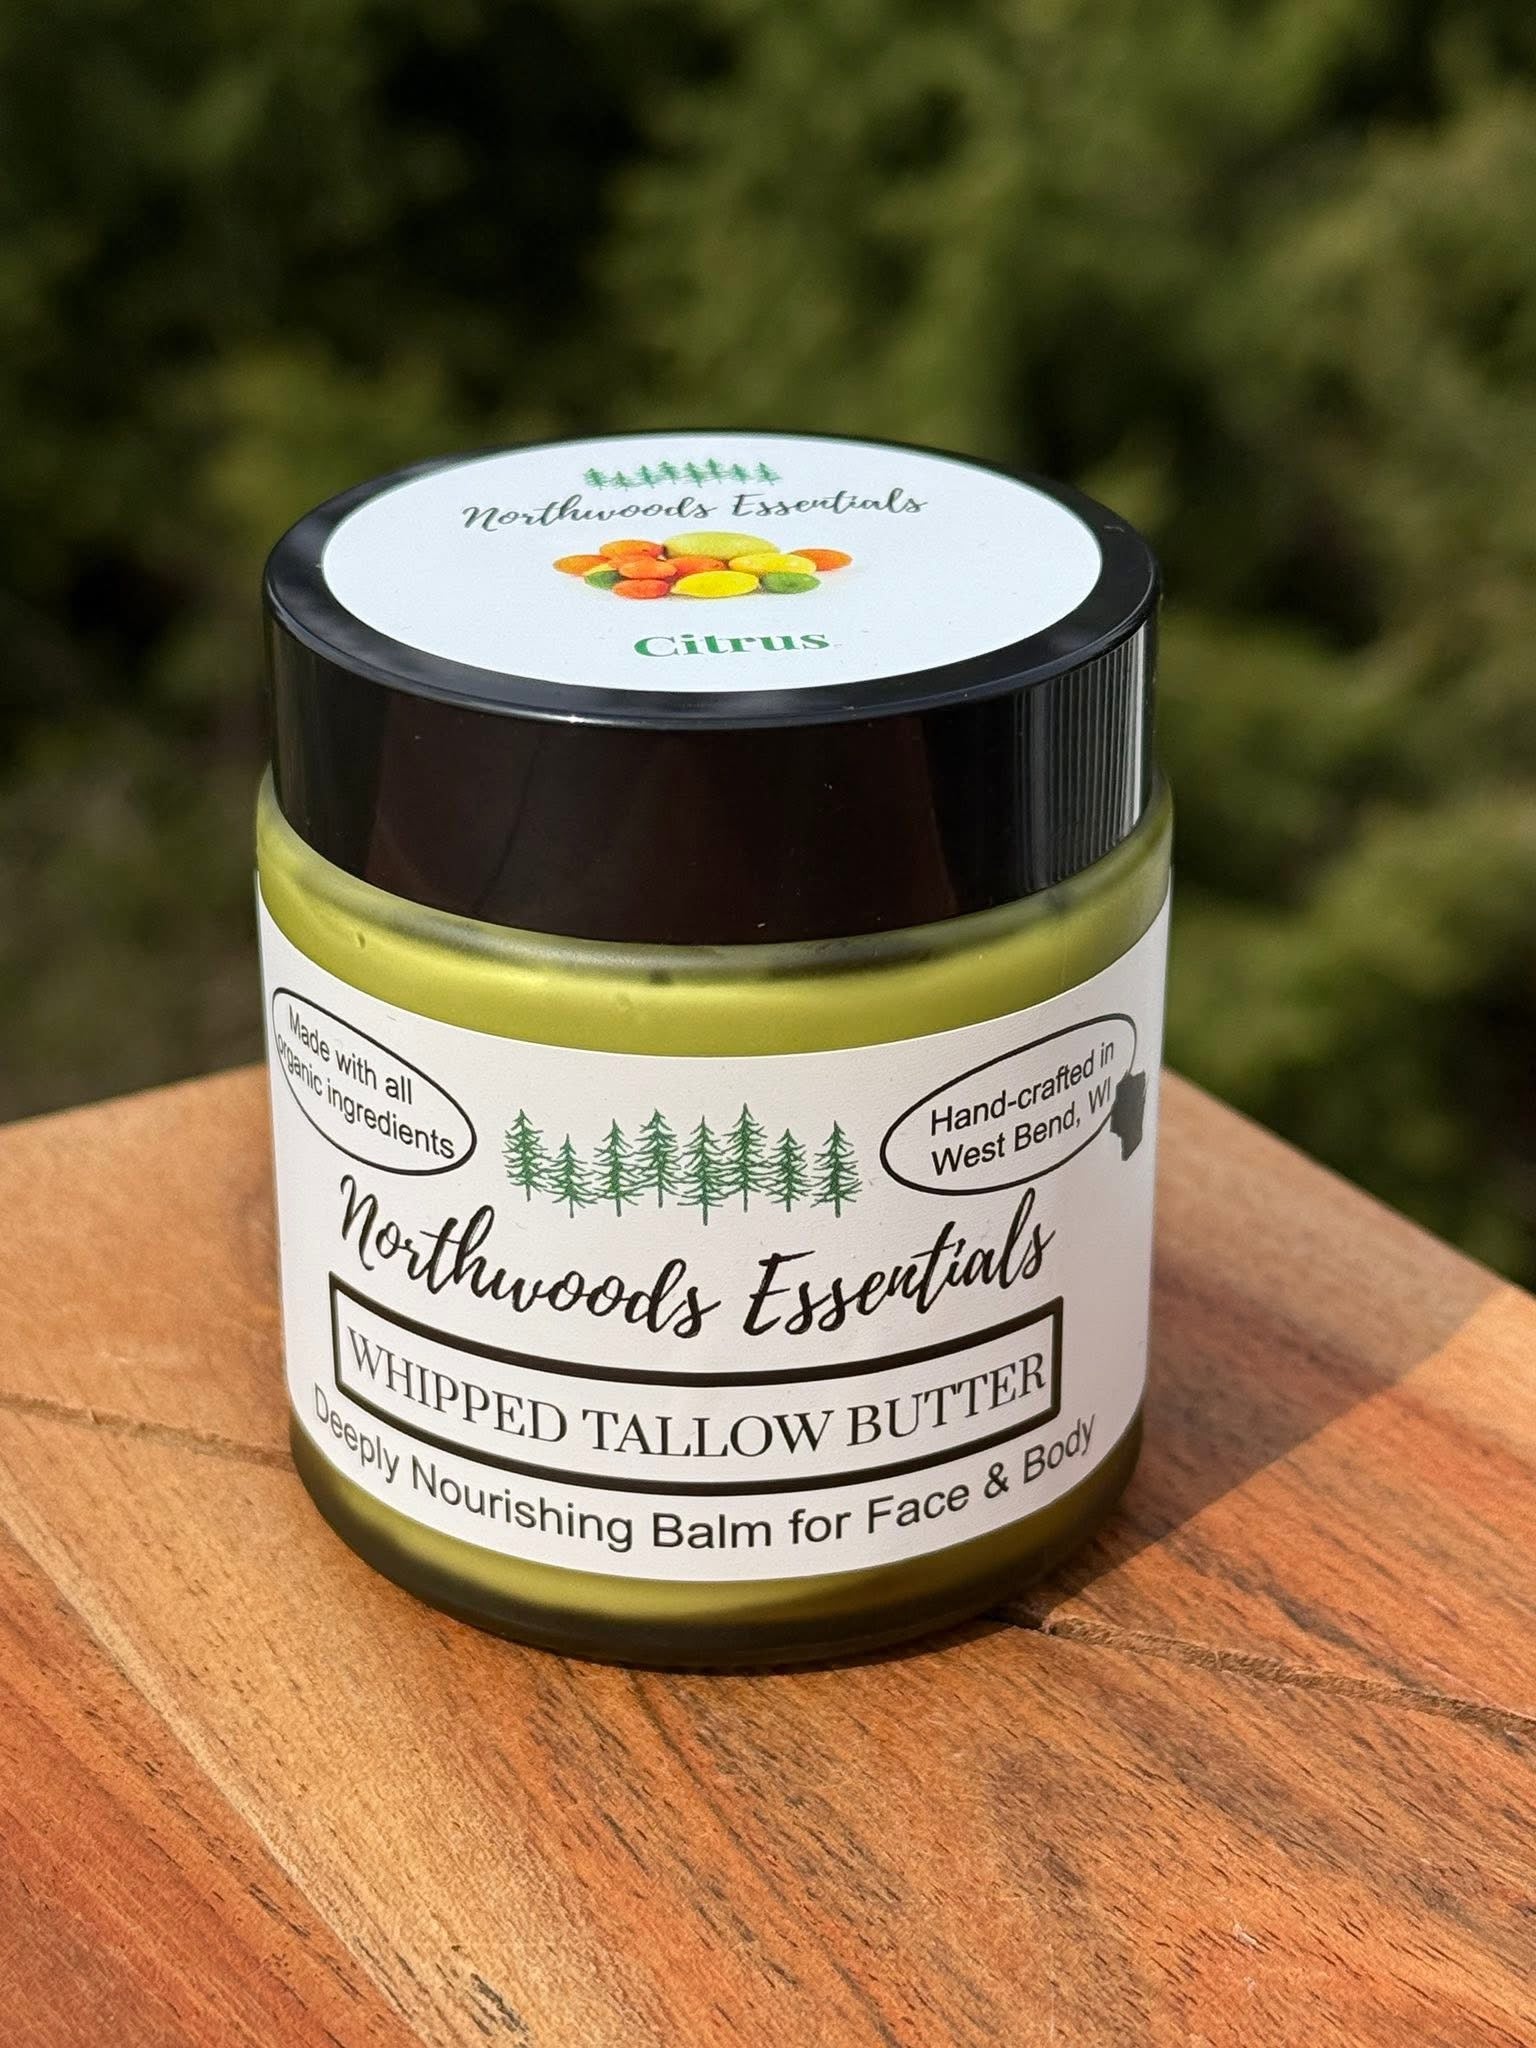 Northwoods Essentials
Citrus
Made with all
organic ingredients
Hand-crafted in
West Bend, WI
Northwoods Essentials
WHIPPED TALLOW BUTTER
Deeply Nourishing Balm for Face & Body